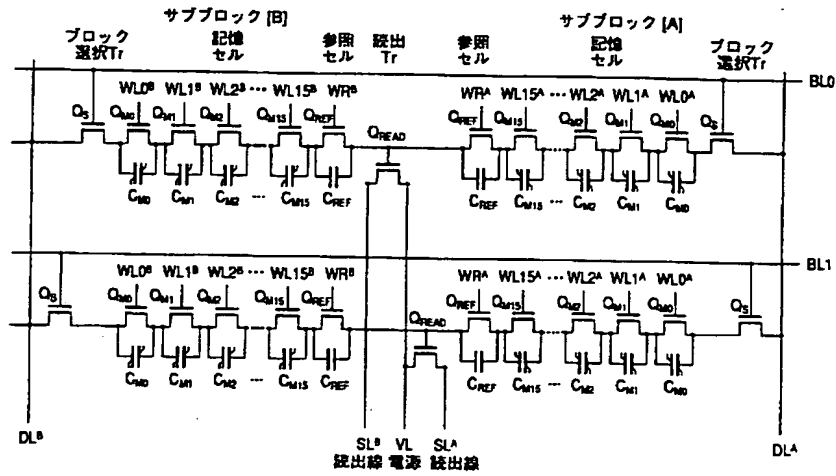 サブブロック [B] サブブロック [A]
ブロック選択Tr 記憶セル 参照セル 読出Tr 参照セル 記憶セル ブロック選択Tr
BL0
WL0ᴮ WL1ᴮ WL2ᴮ ··· WL15ᴮ WRᴮ WRᴬ WL15ᴬ ··· WL2ᴬ WL1ᴬ WL0ᴬ
Qs QM0 QM1 QM2 QM15 QREF QREAD QREF QM15 QM2 QM1 QM0 Qs
CM0 CM1 CM2 ··· CM15 CREF CREF CM15 ··· CM2 CM1 CM0
BL1
WL0ᴮ WL1ᴮ WL2ᴮ ··· WL15ᴮ WRᴮ WRᴬ WL15ᴬ ··· WL2ᴬ WL1ᴬ WL0ᴬ
Qs QM0 QM1 QM2 QM15 QREF QREAD QREF QM15 QM2 QM1 QM0 Qs
CM0 CM1 CM2 ··· CM15 CREF CREF CM15 ··· CM2 CM1 CM0
DLᴮ SLᴮ VL SLᴬ DLᴬ
読出線 電源 読出線